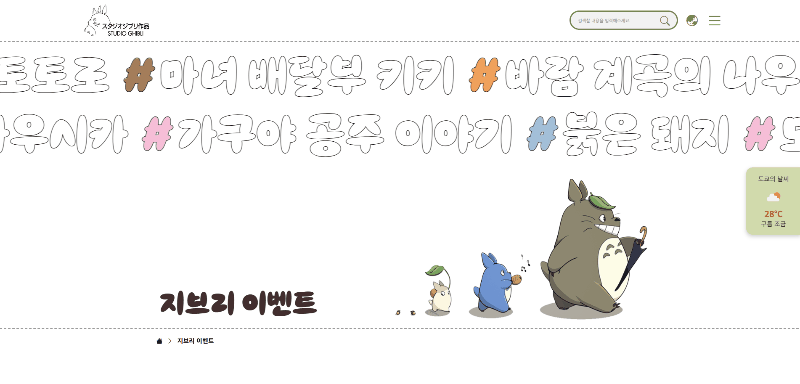 スタジオジブリ作品
STUDIO GHIBLI
토토로 #마녀 배달부 키키 #바람 계곡의 나우
나우시카 #가구야 공주 이야기 #붉은 돼지 #
도쿄의 날씨
28°C
구름 조금
지브리 이벤트
지브리 이벤트